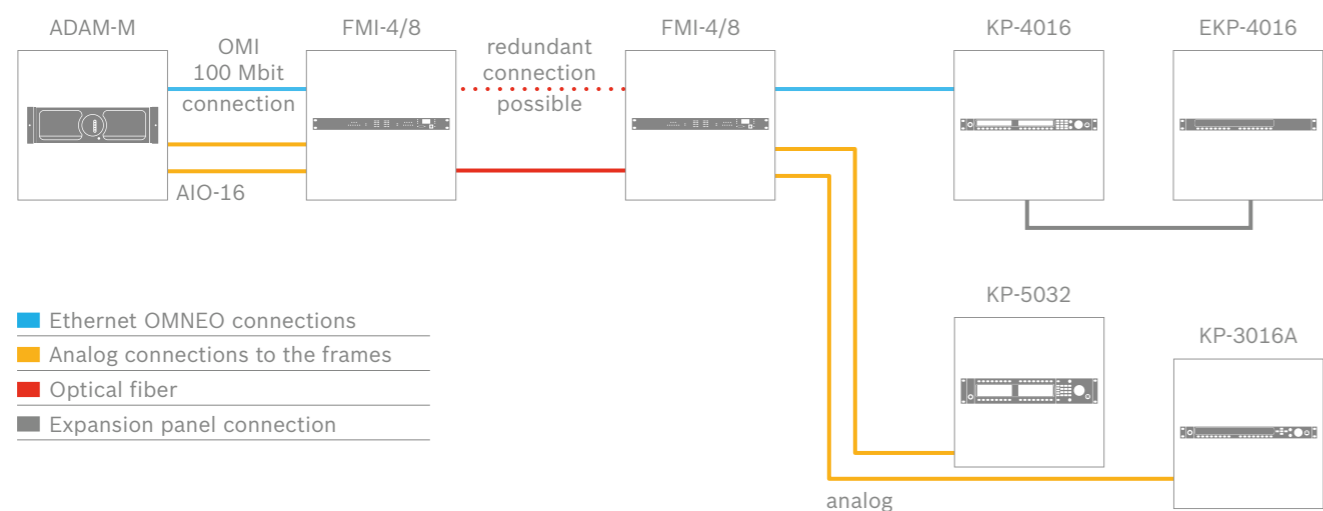 ADAM-M
FMI-4/8
FMI-4/8
KP-4016
EKP-4016
OMI
100 Mbit
connection
redundant
connection
possible
AIO-16
KP-5032
KP-3016A
Ethernet OMNEO connections
Analog connections to the frames
Optical fiber
Expansion panel connection
analog